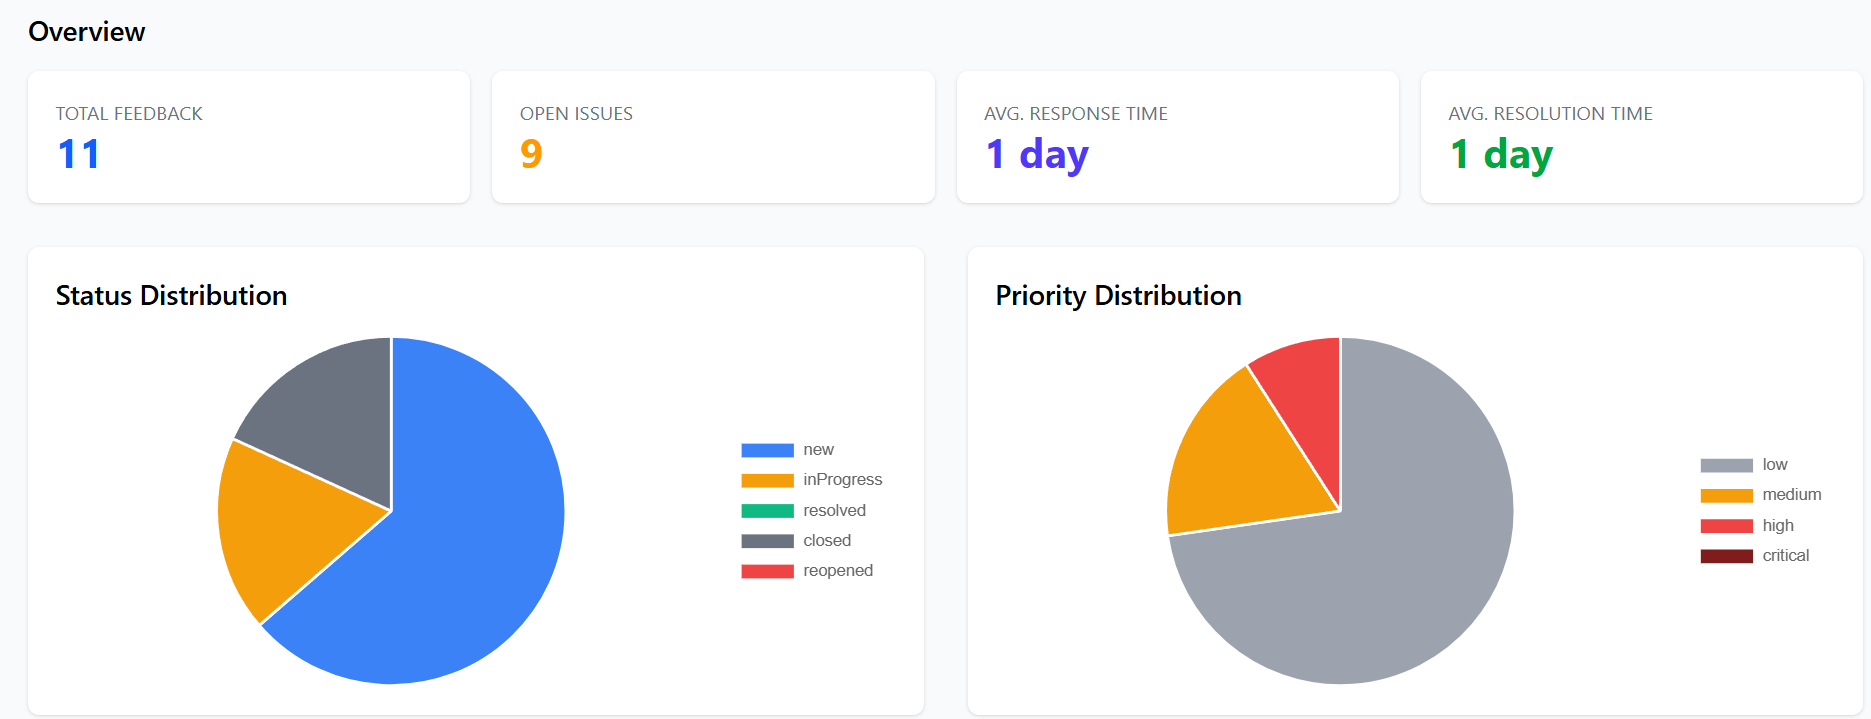 Overview
TOTAL FEEDBACK
11
OPEN ISSUES
9
AVG. RESPONSE TIME
1 day
AVG. RESOLUTION TIME
1 day
Status Distribution
new
inProgress
resolved
closed
reopened
Priority Distribution
low
medium
high
critical